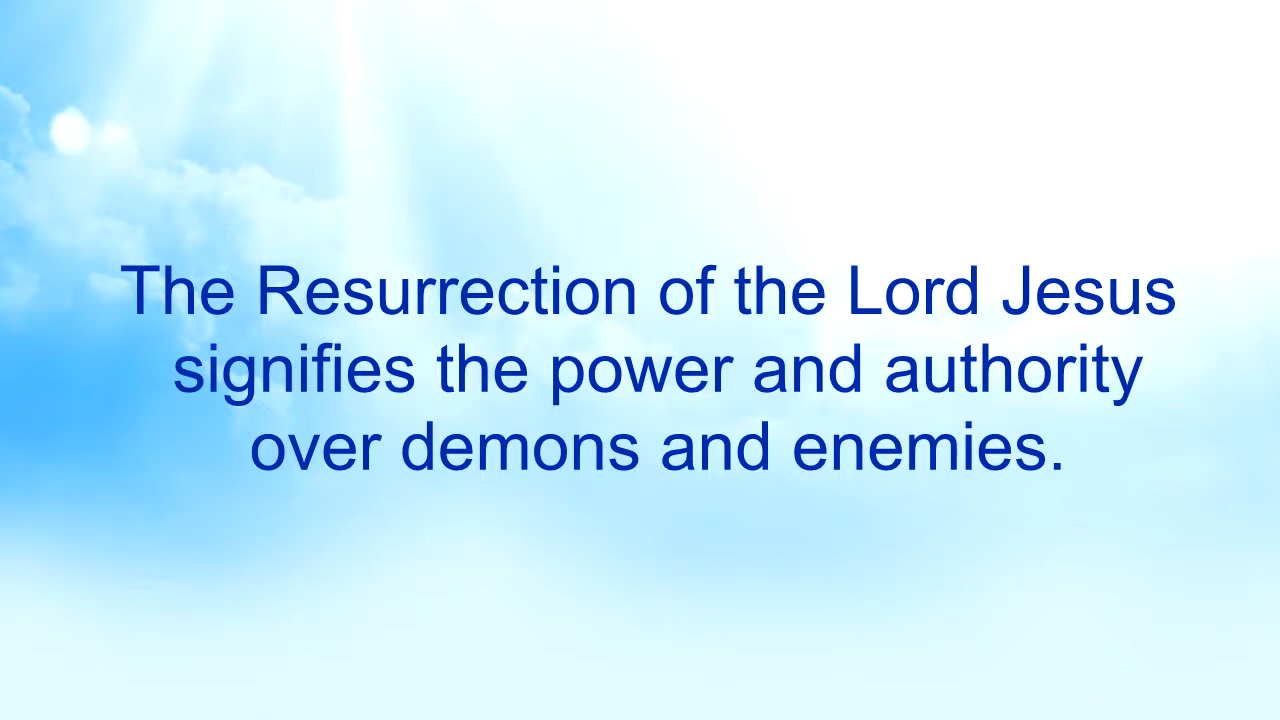 The Resurrection of the Lord Jesus
signifies the power and authority
over demons and enemies.